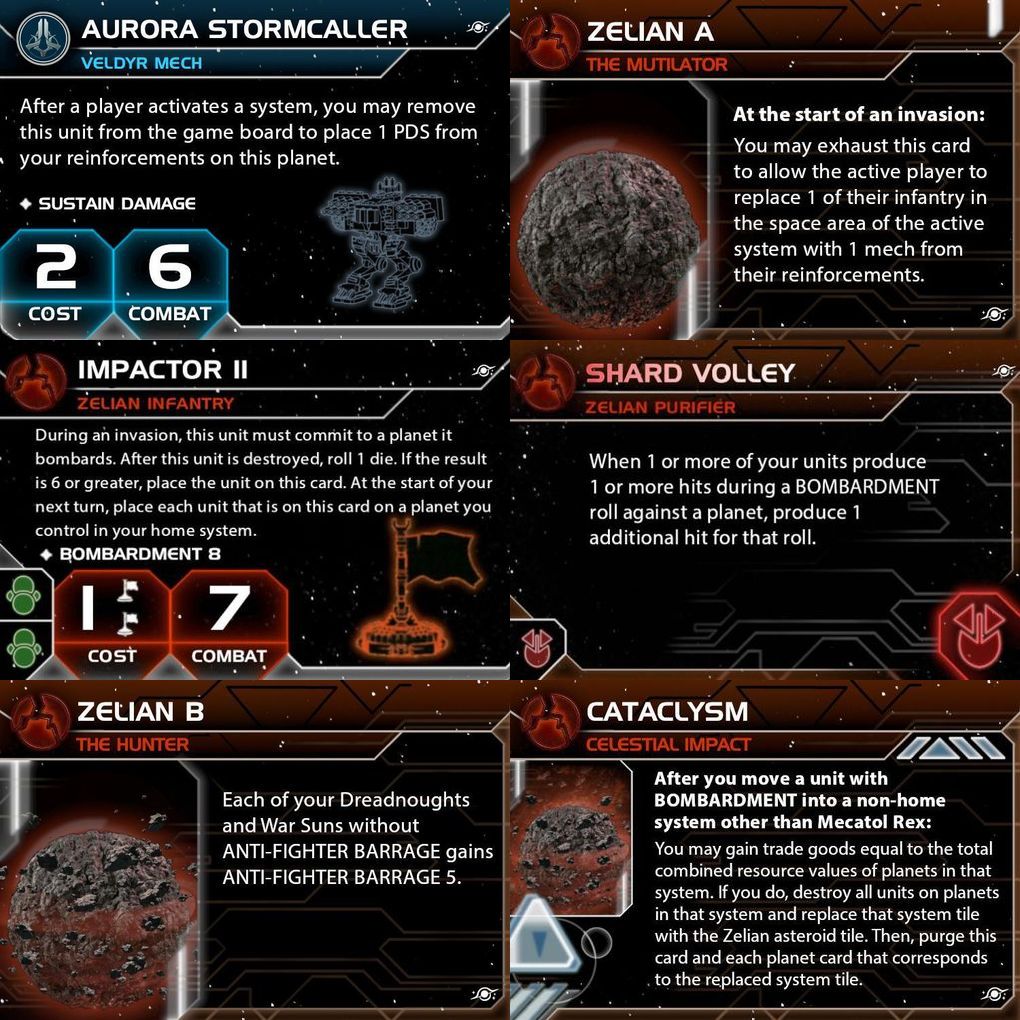 AURORA STORMCALLER
VELDYR MECH
After a player activates a system, you may remove
this unit from the game board to place 1 PDS from
your reinforcements on this planet.
SUSTAIN DAMAGE
2 6
COST COMBAT
ZELIAN A
THE MUTILATOR
At the start of an invasion:
You may exhaust this card
to allow the active player to
replace 1 of their infantry in
the space area of the active
system with 1 mech from
their reinforcements.
IMPACTOR II
ZELIAN INFANTRY
During an invasion, this unit must commit to a planet it
bombards. After this unit is destroyed, roll 1 die. If the result
is 6 or greater, place the unit on this card. At the start of your
next turn, place each unit that is on this card on a planet you
control in your home system.
BOMBARDMENT 8
1 7
COST COMBAT
SHARD VOLLEY
ZELIAN PURIFIER
When 1 or more of your units produce
1 or more hits during a BOMBARDMENT
roll against a planet, produce 1
additional hit for that roll.
ZELIAN B
THE HUNTER
Each of your Dreadnoughts
and War Suns without
ANTI-FIGHTER BARRAGE gains
ANTI-FIGHTER BARRAGE 5.
CATACLYSM
CELESTIAL IMPACT
After you move a unit with
BOMBARDMENT into a non-home
system other than Mecatol Rex:
You may gain trade goods equal to the total
combined resource values of planets in that
system. If you do, destroy all units on planets
in that system and replace that system tile
with the Zelian asteroid tile. Then, purge this
card and each planet card that corresponds
to the replaced system tile.